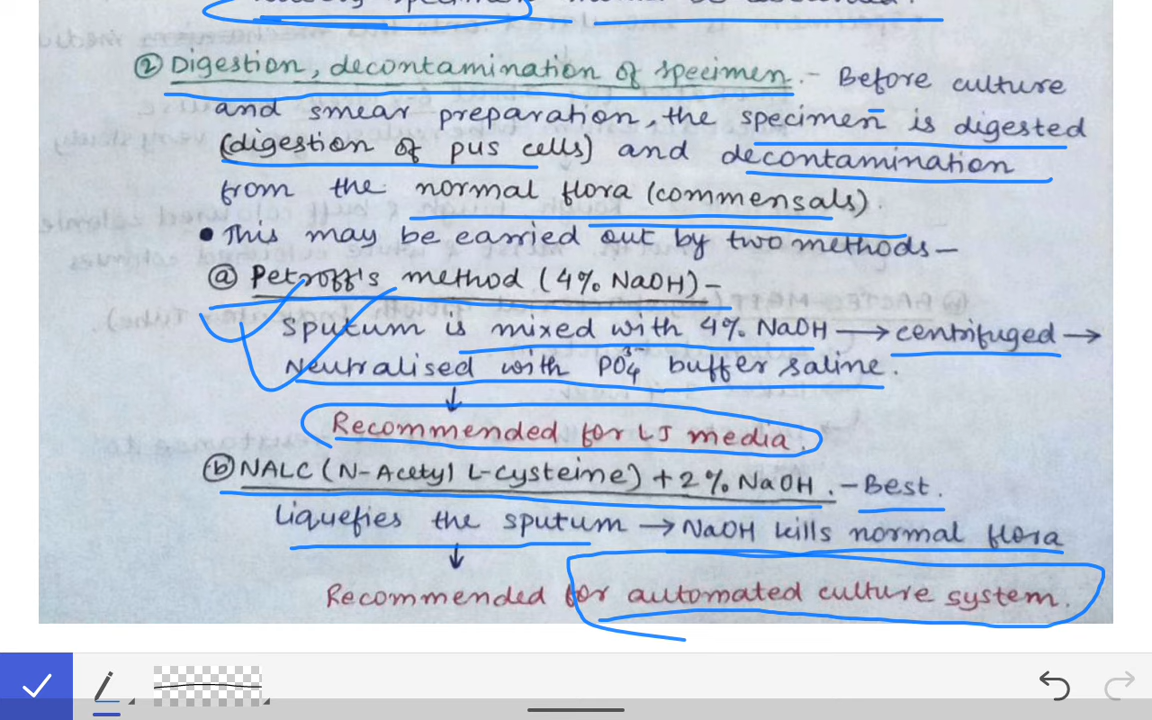 ② Digestion, decontamination of specimen.- Before culture
and smear preparation, the specimen is digested
(digestion of pus cells) and decontamination
from the normal flora (commensals).
• This may be carried out by two methods—
ⓐ Petroff's method (4% NaOH)—
Sputum is mixed with 4% NaOH → centrifuged →
Neutralised with PO₄³⁻ buffer saline.
↓
Recommended for LJ media.
ⓑ NALC (N-Acetyl L-cysteine) + 2% NaOH. - Best.
Liquefies the sputum → NaOH kills normal flora
↓
Recommended for automated culture system.